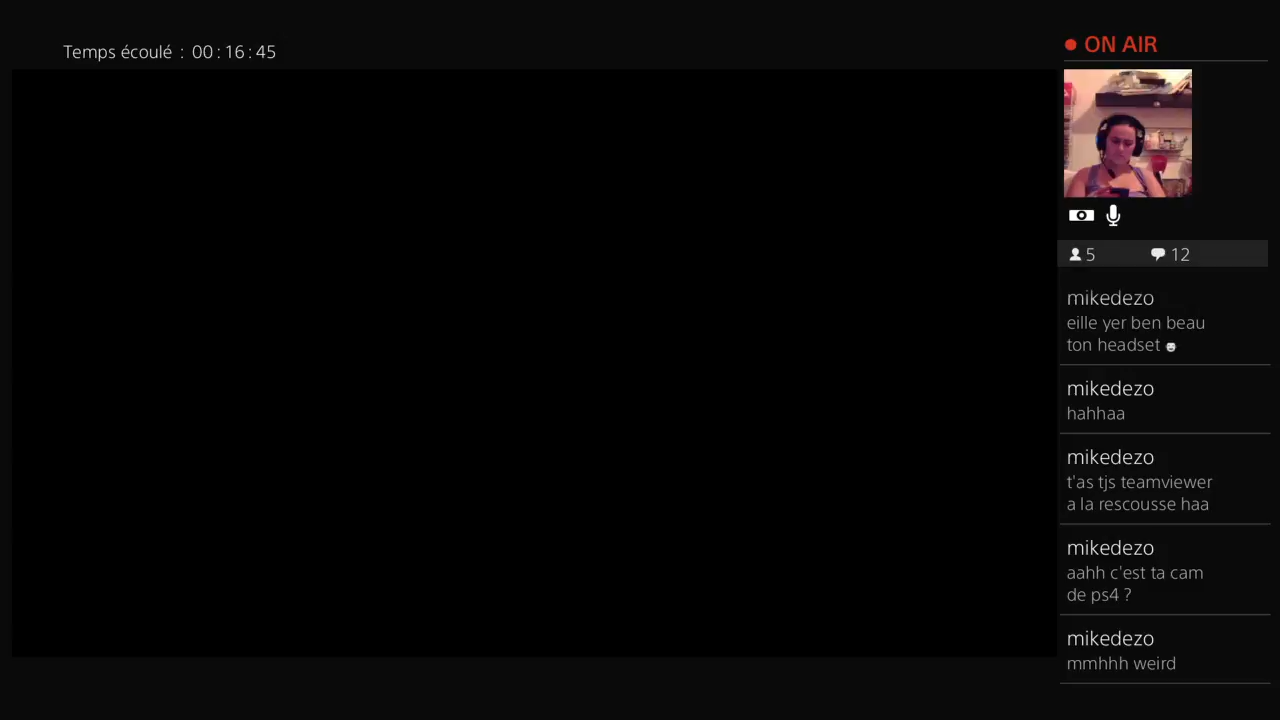 Temps écoulé : 00:16:45
ON AIR
5 12
mikedezo
eille yer ben beau
ton headset
mikedezo
hahhaa
mikedezo
t'as tjs teamviewer
a la rescousse haa
mikedezo
aahh c'est ta cam
de ps4 ?
mikedezo
mmhhh weird